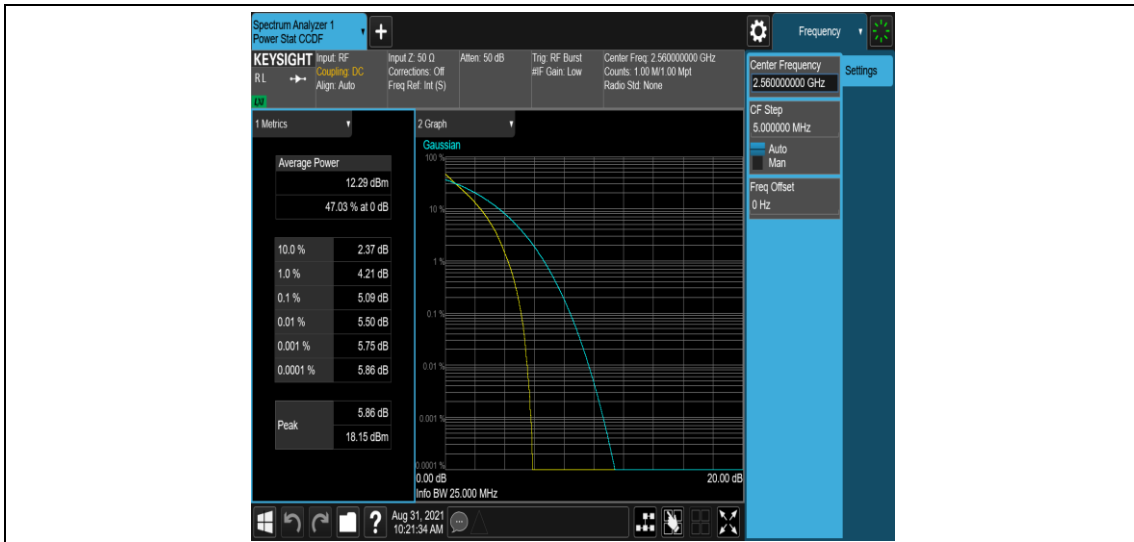 Spectrum Analyzer 1
Power Stat CCDF
Frequency
KEYSIGHT
RL
LXI
Input: RF
Coupling: DC
Align: Auto
Input Z: 50 Ω
Corrections: Off
Freq Ref: Int (S)
Atten: 50 dB
Trig: RF Burst
#IF Gain: Low
Center Freq: 2.560000000 GHz
Counts: 1.00 M/1.00 Mpt
Radio Std: None
Center Frequency
2.560000000 GHz
Settings
CF Step
5.000000 MHz
Auto
Man
Freq Offset
0 Hz
1 Metrics
Average Power
12.29 dBm
47.03 % at 0 dB
10.0 % 2.37 dB
1.0 % 4.21 dB
0.1 % 5.09 dB
0.01 % 5.50 dB
0.001 % 5.75 dB
0.0001 % 5.86 dB
Peak 5.86 dB
18.15 dBm
2 Graph
Gaussian
100 %
10 %
1 %
0.1 %
0.01 %
0.001 %
0.0001 %
0.00 dB 20.00 dB
Info BW 25.000 MHz
?
Aug 31, 2021
10:21:34 AM